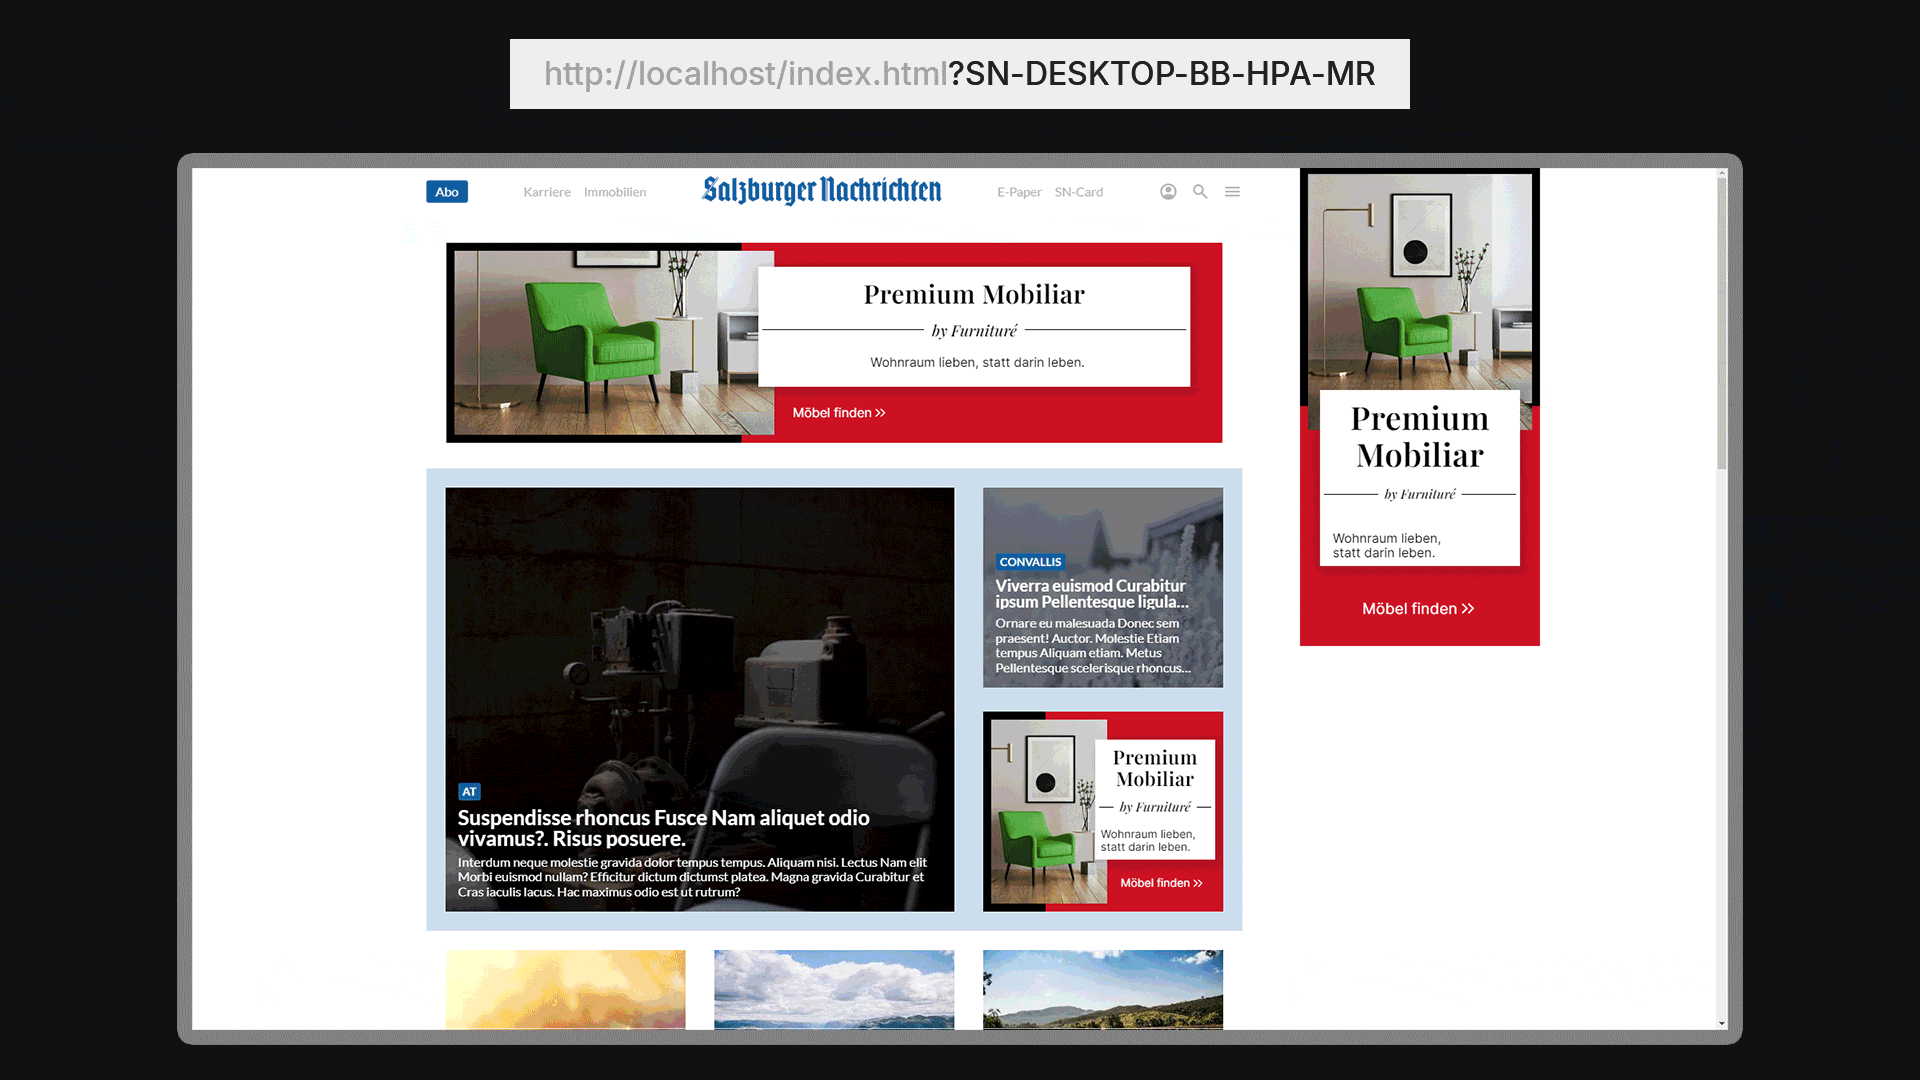 http://localhost/index.html?SN-DESKTOP-BB-HPA-MR
Abo
Karriere Immobilien
Salzburger Nachrichten
E-Paper SN-Card
Premium Mobiliar
by Furnituré
Wohnraum lieben, statt darin leben.
Möbel finden >>
Premium
Mobiliar
by Furnituré
Wohnraum lieben,
statt darin leben.
Möbel finden >>
AT
Suspendisse rhoncus Fusce Nam aliquet odio
vivamus?. Risus posuere.
Interdum neque molestie gravida dolor tempus tempus. Aliquam nisi. Lectus Nam elit
Morbi euismod nullam? Efficitur dictum dictumst platea. Magna gravida Curabitur et
Cras iaculis lacus. Hac maximus odio est ut rutrum?
CONVALLIS
Viverra euismod Curabitur
ipsum Pellentesque ligula...
Ornare eu malesuada Donec sem
praesent! Auctor. Molestie Etiam
tempus Aliquam etiam. Metus
Pellentesque scelerisque rhoncus...
Premium
Mobiliar
by Furnituré
Wohnraum lieben,
statt darin leben.
Möbel finden >>